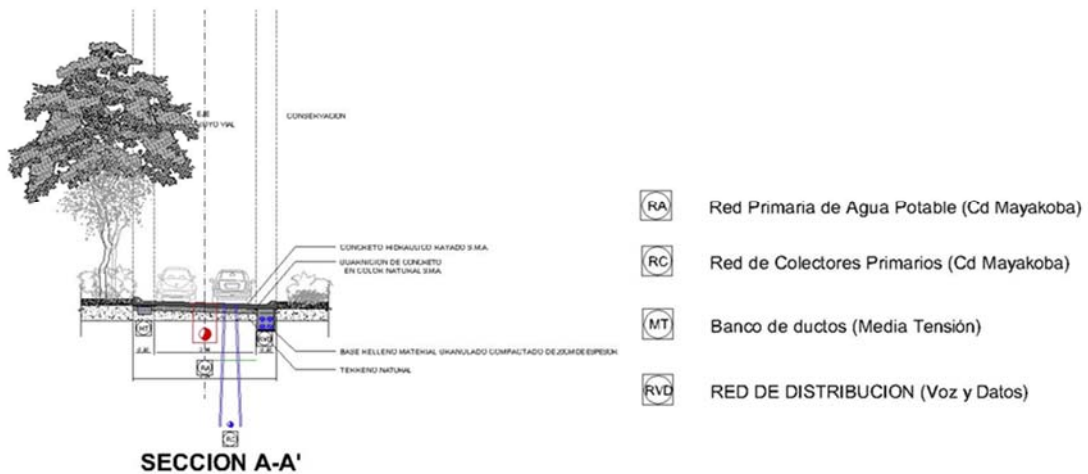 EJE
CONSERVACION
CONCRETO HIDRAULICO RAYADO S.M.A.
GUARNICION DE CONCRETO
EN COLOR NATURAL S.M.A.
MT
RVD
BASE RELLENO MATERIAL GRANULADO COMPACTADO DE 20CM DE ESPESOR
RA
TERRENO NATURAL
RC
SECCION A-A'
RA Red Primaria de Agua Potable (Cd Mayakoba)
RC Red de Colectores Primarios (Cd Mayakoba)
MT Banco de ductos (Media Tensión)
RVD RED DE DISTRIBUCION (Voz y Datos)